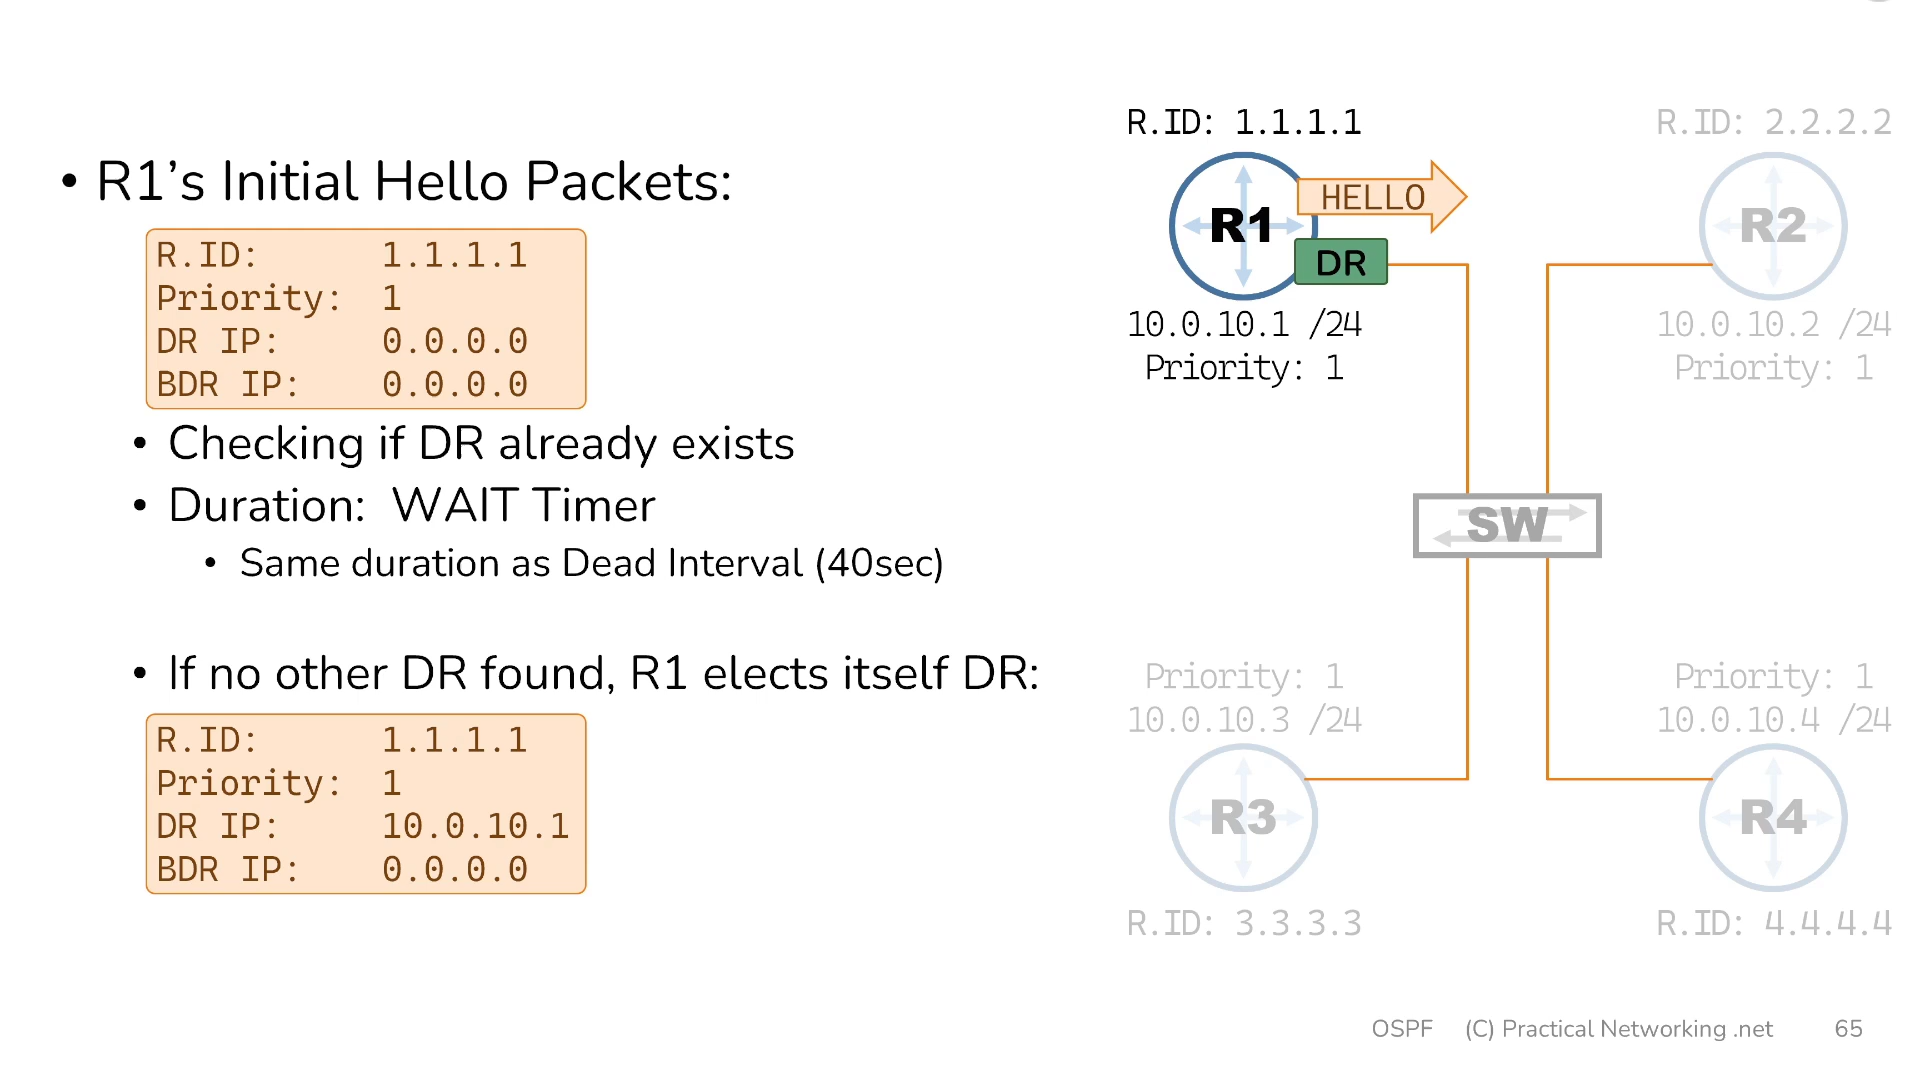 • R1’s Initial Hello Packets:
R.ID: 1.1.1.1
Priority: 1
DR IP: 0.0.0.0
BDR IP: 0.0.0.0
• Checking if DR already exists
• Duration: WAIT Timer
• Same duration as Dead Interval (40sec)
• If no other DR found, R1 elects itself DR:
R.ID: 1.1.1.1
Priority: 1
DR IP: 10.0.10.1
BDR IP: 0.0.0.0
R.ID: 1.1.1.1
R1
HELLO
DR
10.0.10.1 /24
Priority: 1
R.ID: 2.2.2.2
R2
10.0.10.2 /24
Priority: 1
SW
Priority: 1
10.0.10.3 /24
R3
R.ID: 3.3.3.3
Priority: 1
10.0.10.4 /24
R4
R.ID: 4.4.4.4
OSPF (C) Practical Networking .net 65